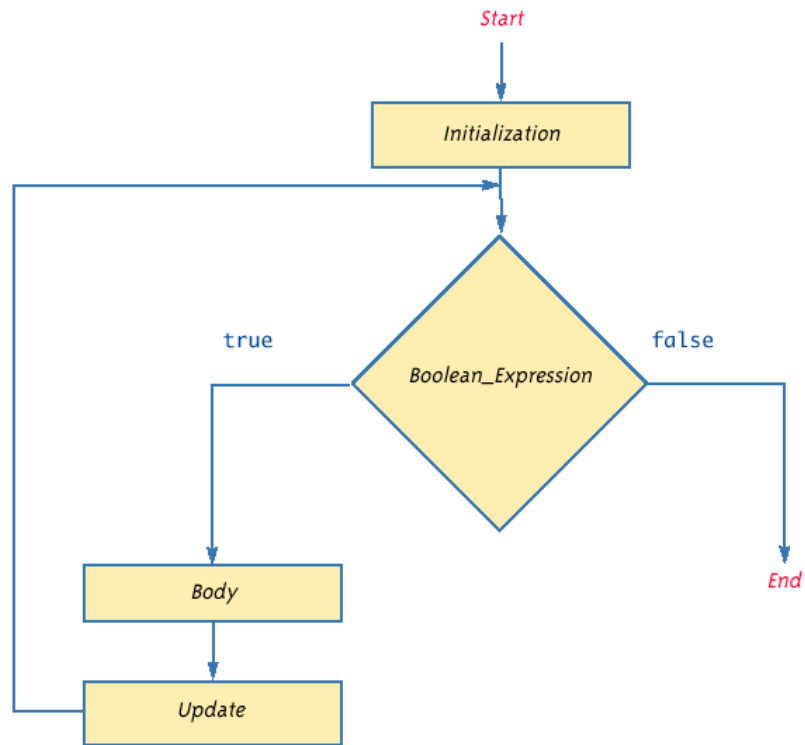 Start
Initialization
true
false
Boolean_Expression
Body
End
Update